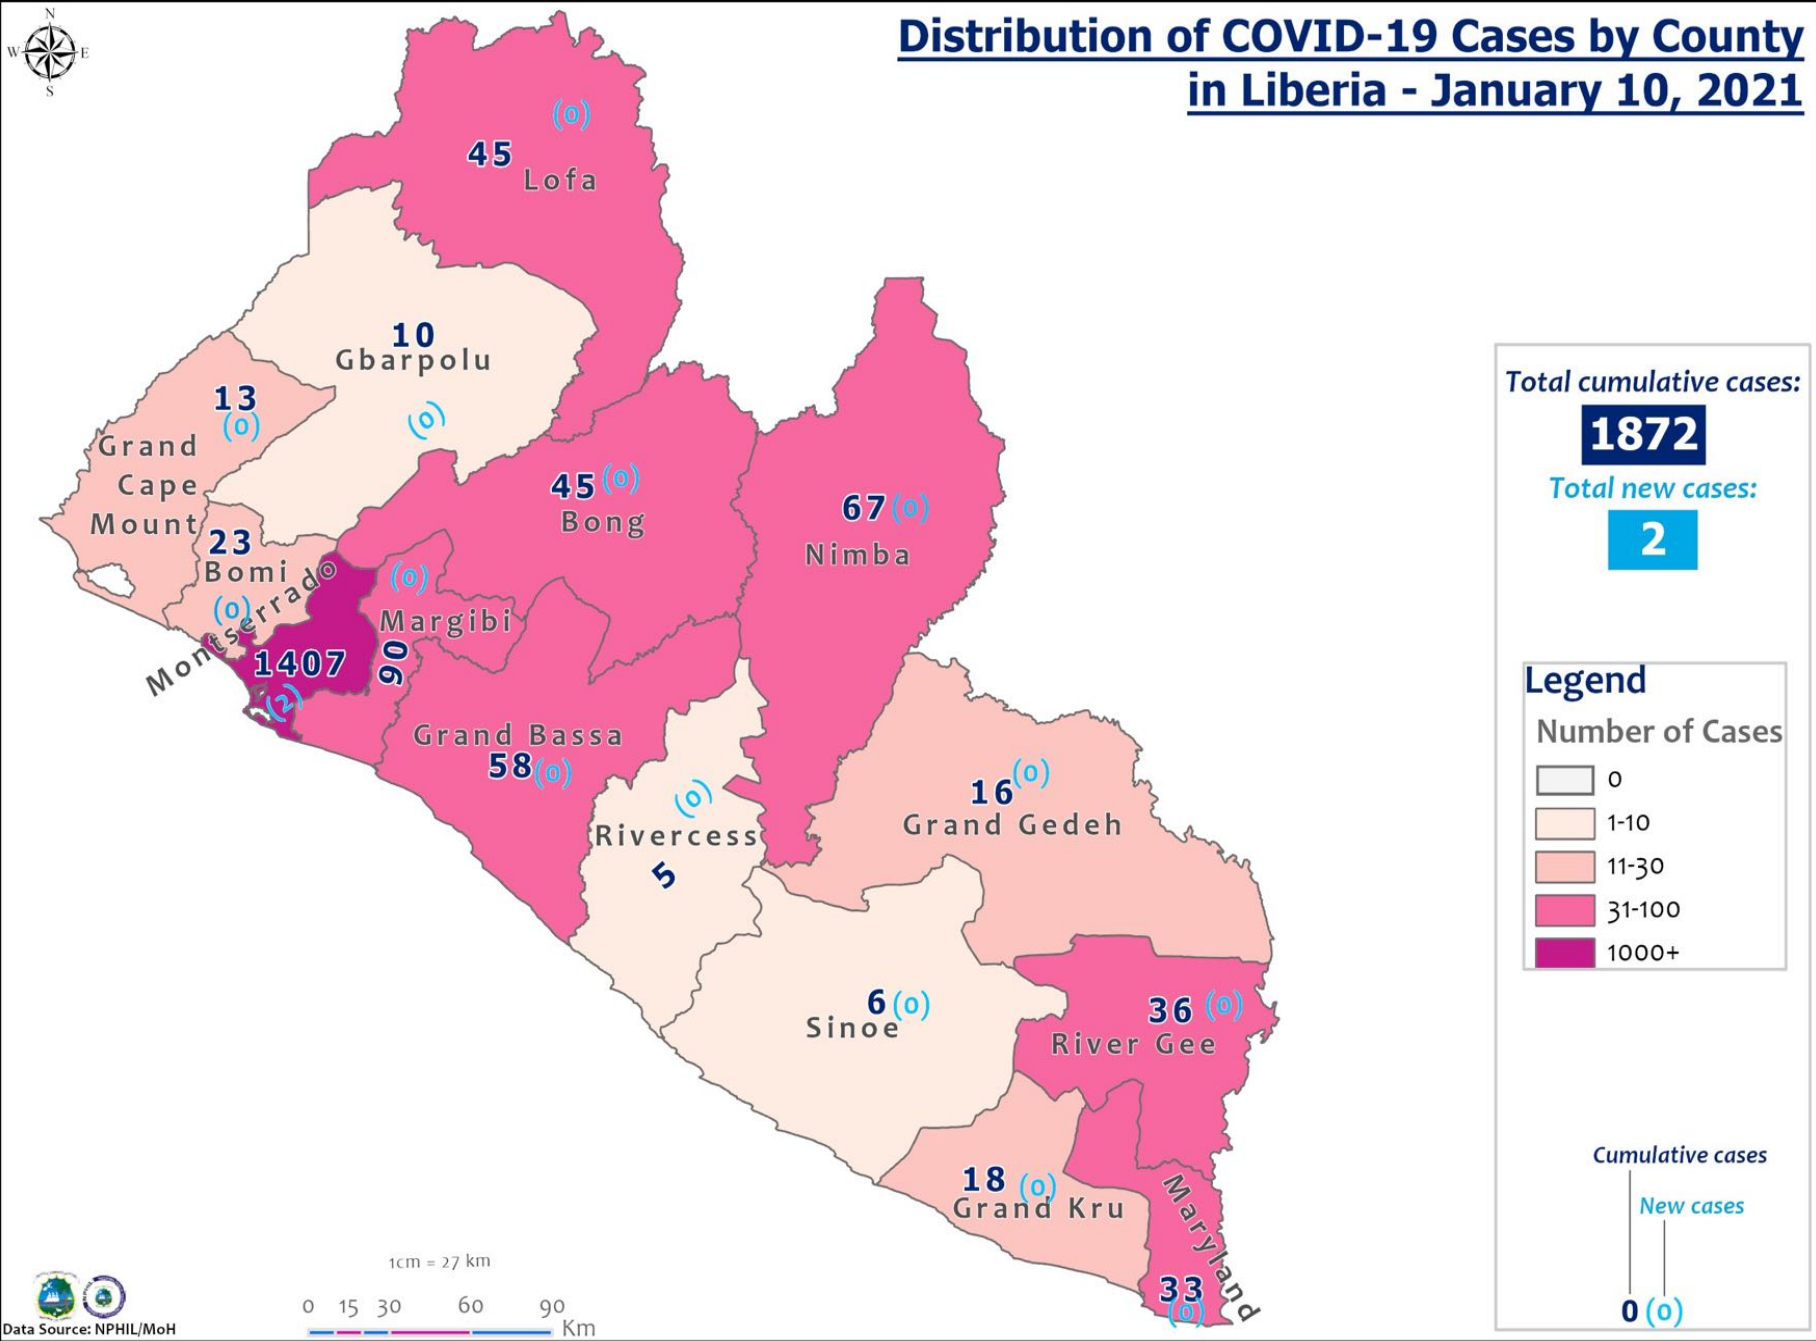 Distribution of COVID-19 Cases by County
in Liberia - January 10, 2021
N
W E
S
(0)
45
Lofa
10
Gbarpolu
(0)
13
(0)
Grand
Cape
Mount
23
Bomi
(0)
Montserrado
1407
(2)
(0)
Margibi
90
45 (0)
Bong
67 (0)
Nimba
Grand Bassa
58 (0)
(0)
Rivercess
5
16 (0)
Grand Gedeh
6 (0)
Sinoe
36 (0)
River Gee
18 (0)
Grand Kru
Maryland
33
(0)
Total cumulative cases:
1872
Total new cases:
2
Legend
Number of Cases
0
1-10
11-30
31-100
1000+
Cumulative cases
New cases
0 (0)
1cm = 27 km
0 15 30 60 90
Km
Data Source: NPHIL/MoH